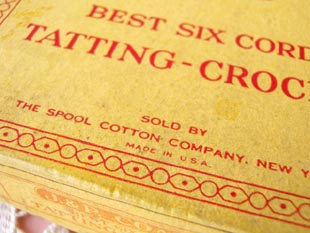 BEST SIX CORD
TATTING-CROC
SOLD BY
THE SPOOL COTTON COMPANY, NEW Y
MADE IN U.S.A.